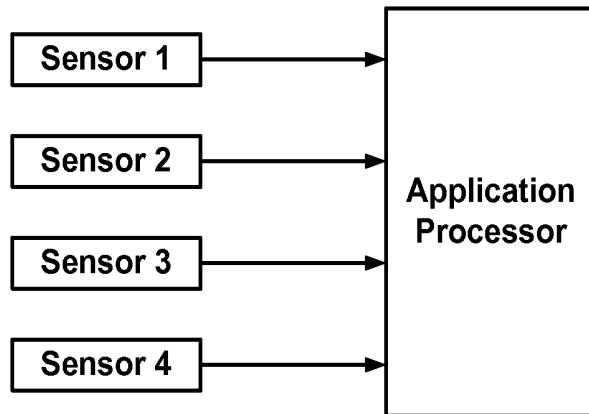 Sensor 1
Sensor 2
Sensor 3
Sensor 4
Application
Processor